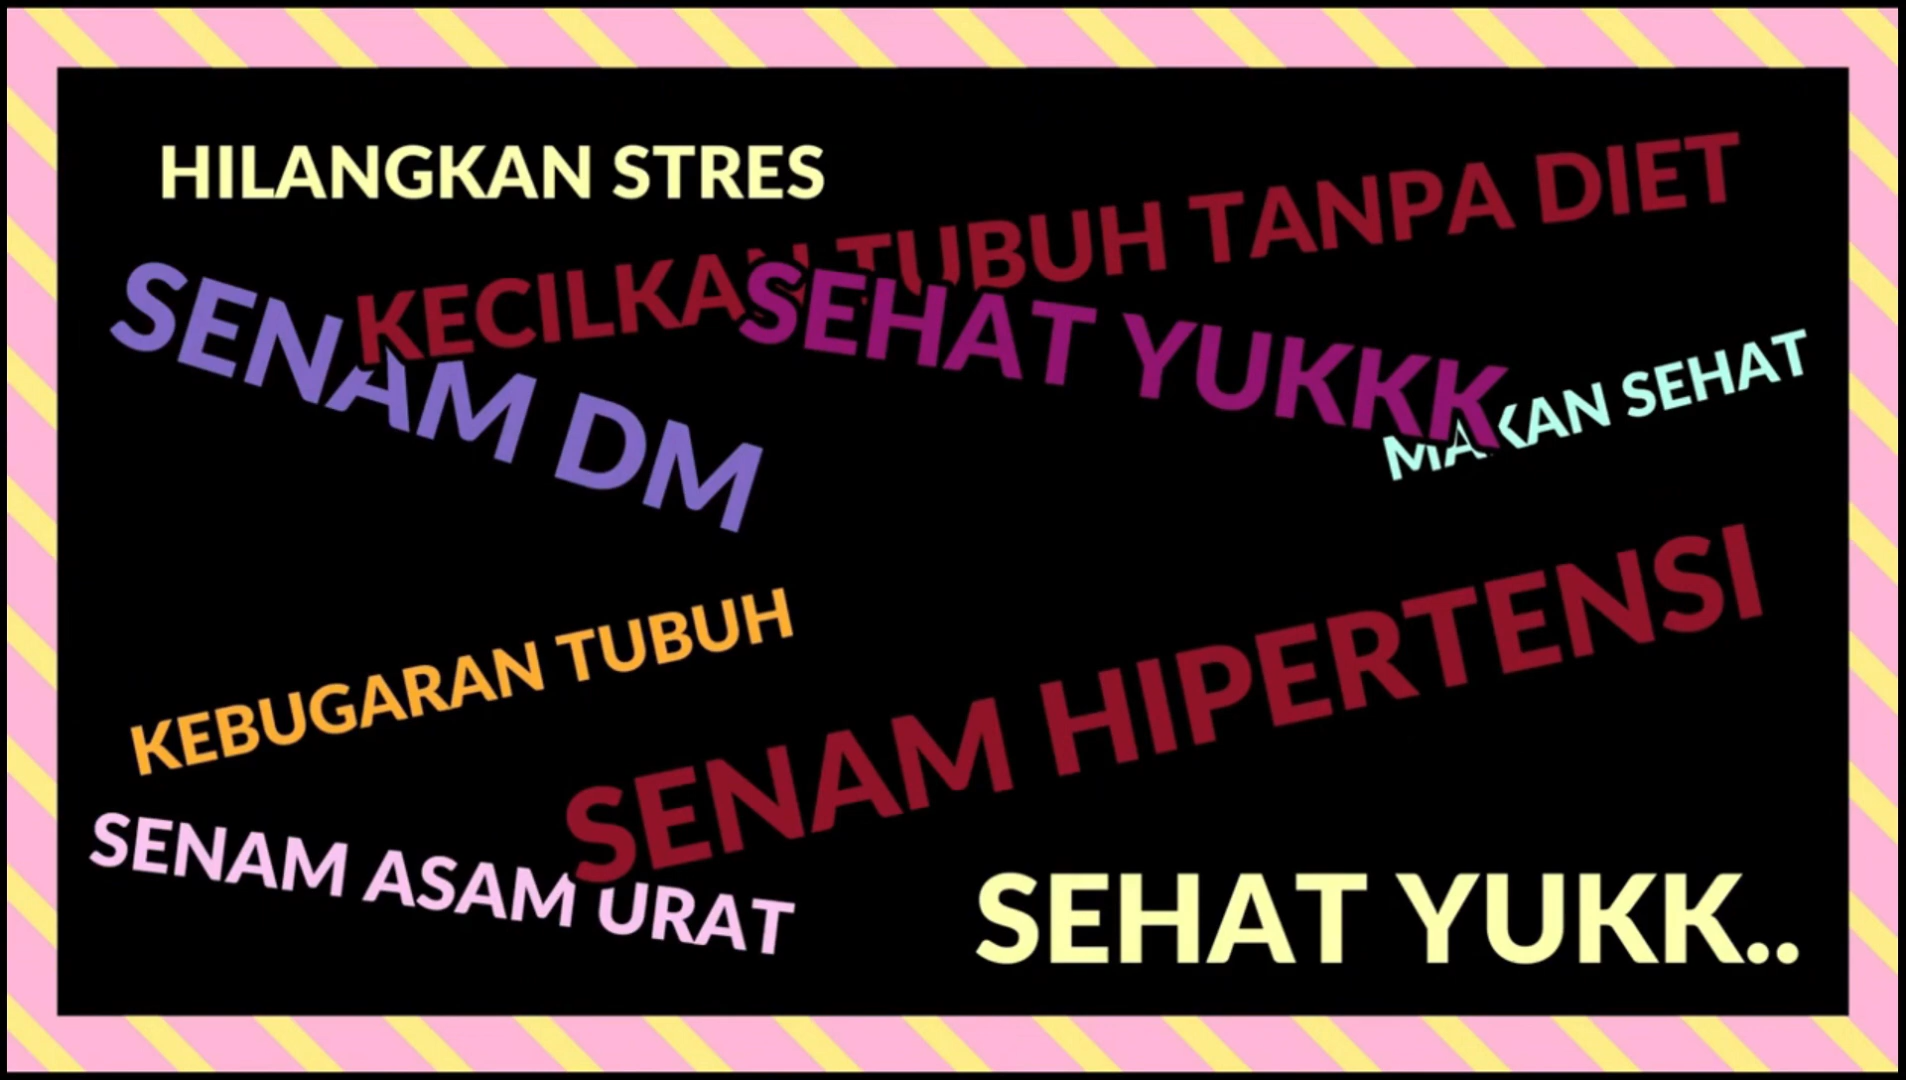 HILANGKAN STRES
KECILKAN TUBUH TANPA DIET
SENAM DM
SEHAT YUKKK
MAKAN SEHAT
KEBUGARAN TUBUH
SENAM HIPERTENSI
SENAM ASAM URAT
SEHAT YUKK..